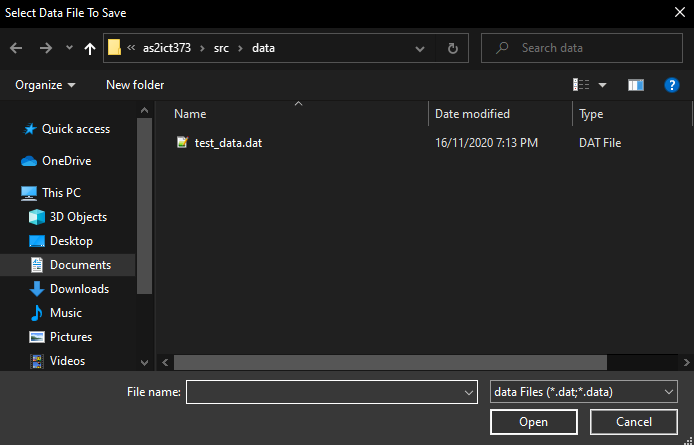 Select Data File To Save
« as2ict373 > src > data
Search data
Organize
New folder
?
Name
Date modified
Type
test_data.dat
16/11/2020 7:13 PM
DAT File
Quick access
OneDrive
This PC
3D Objects
Desktop
Documents
Downloads
Music
Pictures
Videos
File name:
data Files (*.dat;*.data)
Open
Cancel